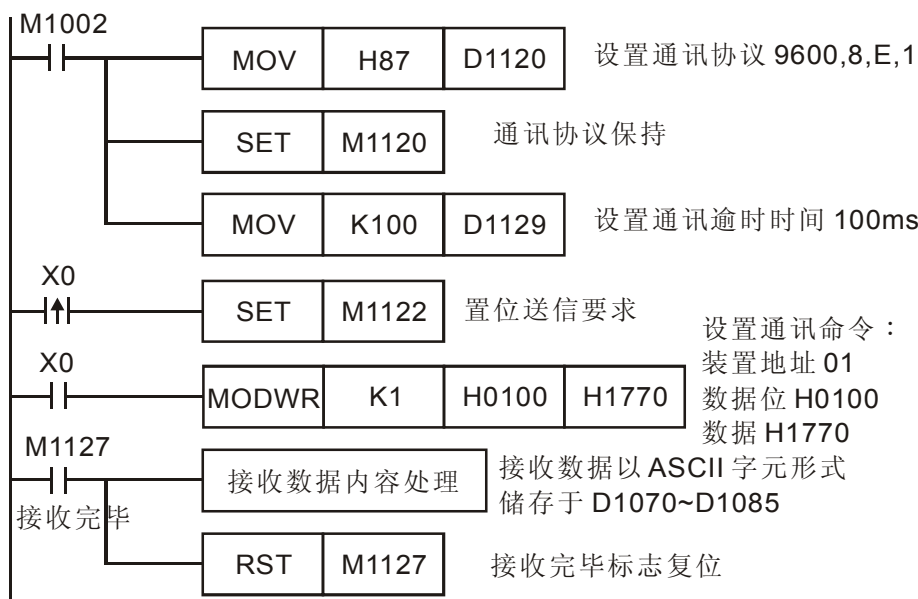 M1002
MOV H87 D1120 设置通讯协议 9600,8,E,1
SET M1120 通讯协议保持
MOV K100 D1129 设置通讯逾时时间 100ms
X0
SET M1122 置位送信要求
设置通讯命令：
X0
装置地址 01
MODWR K1 H0100 H1770 数据位 H0100
数据 H1770
M1127
接收数据内容处理 接收数据以 ASCII 字元形式
储存于 D1070~D1085
接收完毕
RST M1127 接收完毕标志复位